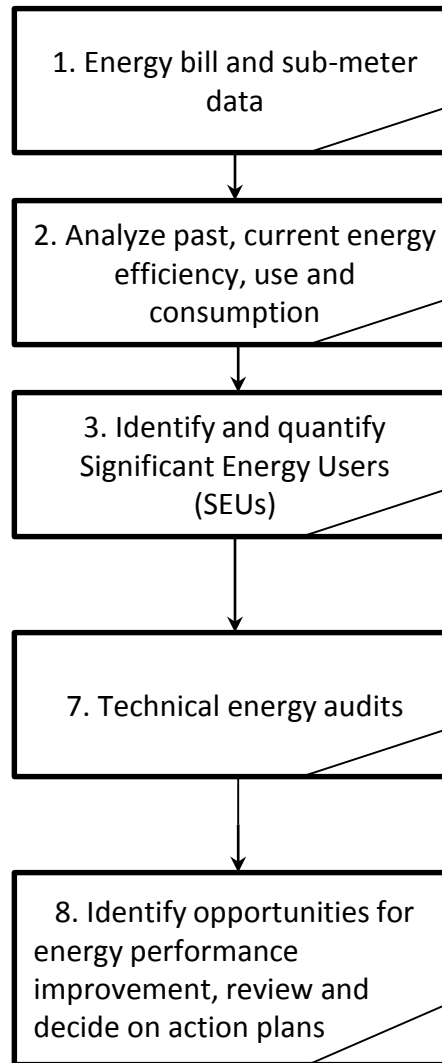 1. Energy bill and sub-meter
data
2. Analyze past, current energy
efficiency, use and
consumption
3. Identify and quantify
Significant Energy Users
(SEUs)
7. Technical energy audits
8. Identify opportunities for
energy performance
improvement, review and
decide on action plans